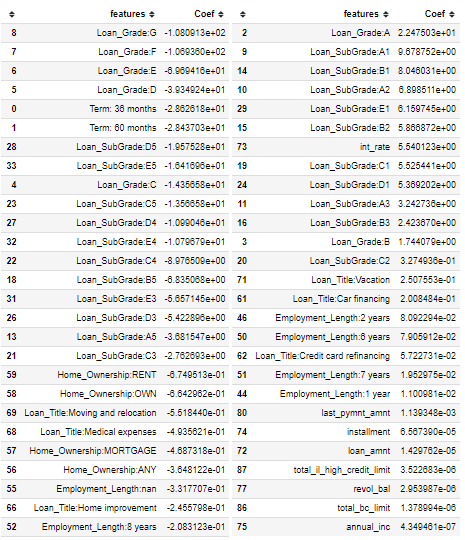 features Coef features Coef
8 Loan_Grade:G -1.080913e+02 2 Loan_Grade:A 2.247503e+01
7 Loan_Grade:F -1.069360e+02 9 Loan_SubGrade:A1 9.678752e+00
6 Loan_Grade:E -6.969416e+01 14 Loan_SubGrade:B1 8.046031e+00
5 Loan_Grade:D -3.934924e+01 10 Loan_SubGrade:A2 6.898511e+00
0 Term: 36 months -2.862618e+01 29 Loan_SubGrade:E1 6.159745e+00
1 Term: 60 months -2.843703e+01 15 Loan_SubGrade:B2 5.866872e+00
28 Loan_SubGrade:D5 -1.957528e+01 73 int_rate 5.540123e+00
33 Loan_SubGrade:E5 -1.641696e+01 19 Loan_SubGrade:C1 5.525441e+00
4 Loan_Grade:C -1.435658e+01 24 Loan_SubGrade:D1 5.369202e+00
23 Loan_SubGrade:C5 -1.356658e+01 11 Loan_SubGrade:A3 3.242736e+00
27 Loan_SubGrade:D4 -1.099046e+01 16 Loan_SubGrade:B3 2.423670e+00
32 Loan_SubGrade:E4 -1.079679e+01 3 Loan_Grade:B 1.744079e+00
22 Loan_SubGrade:C4 -8.976509e+00 20 Loan_SubGrade:C2 3.274936e-01
18 Loan_SubGrade:B5 -6.835068e+00 71 Loan_Title:Vacation 2.507553e-01
31 Loan_SubGrade:E3 -5.657145e+00 61 Loan_Title:Car financing 2.008484e-01
26 Loan_SubGrade:D3 -5.422896e+00 46 Employment_Length:2 years 8.092294e-02
13 Loan_SubGrade:A5 -3.681547e+00 50 Employment_Length:6 years 7.905912e-02
21 Loan_SubGrade:C3 -2.762693e+00 62 Loan_Title:Credit card refinancing 5.722731e-02
59 Home_Ownership:RENT -6.749513e-01 51 Employment_Length:7 years 1.952975e-02
58 Home_Ownership:OWN -6.642962e-01 44 Employment_Length:1 year 1.100981e-02
69 Loan_Title:Moving and relocation -5.518440e-01 80 last_pymnt_amnt 1.139348e-03
68 Loan_Title:Medical expenses -4.935621e-01 74 installment 6.567390e-05
57 Home_Ownership:MORTGAGE -4.687318e-01 72 loan_amnt 1.429762e-05
56 Home_Ownership:ANY -3.648122e-01 87 total_il_high_credit_limit 3.522683e-06
55 Employment_Length:nan -3.317707e-01 77 revol_bal 2.953987e-06
66 Loan_Title:Home improvement -2.455798e-01 86 total_bc_limit 1.378994e-06
52 Employment_Length:8 years -2.083123e-01 75 annual_inc 4.349461e-07